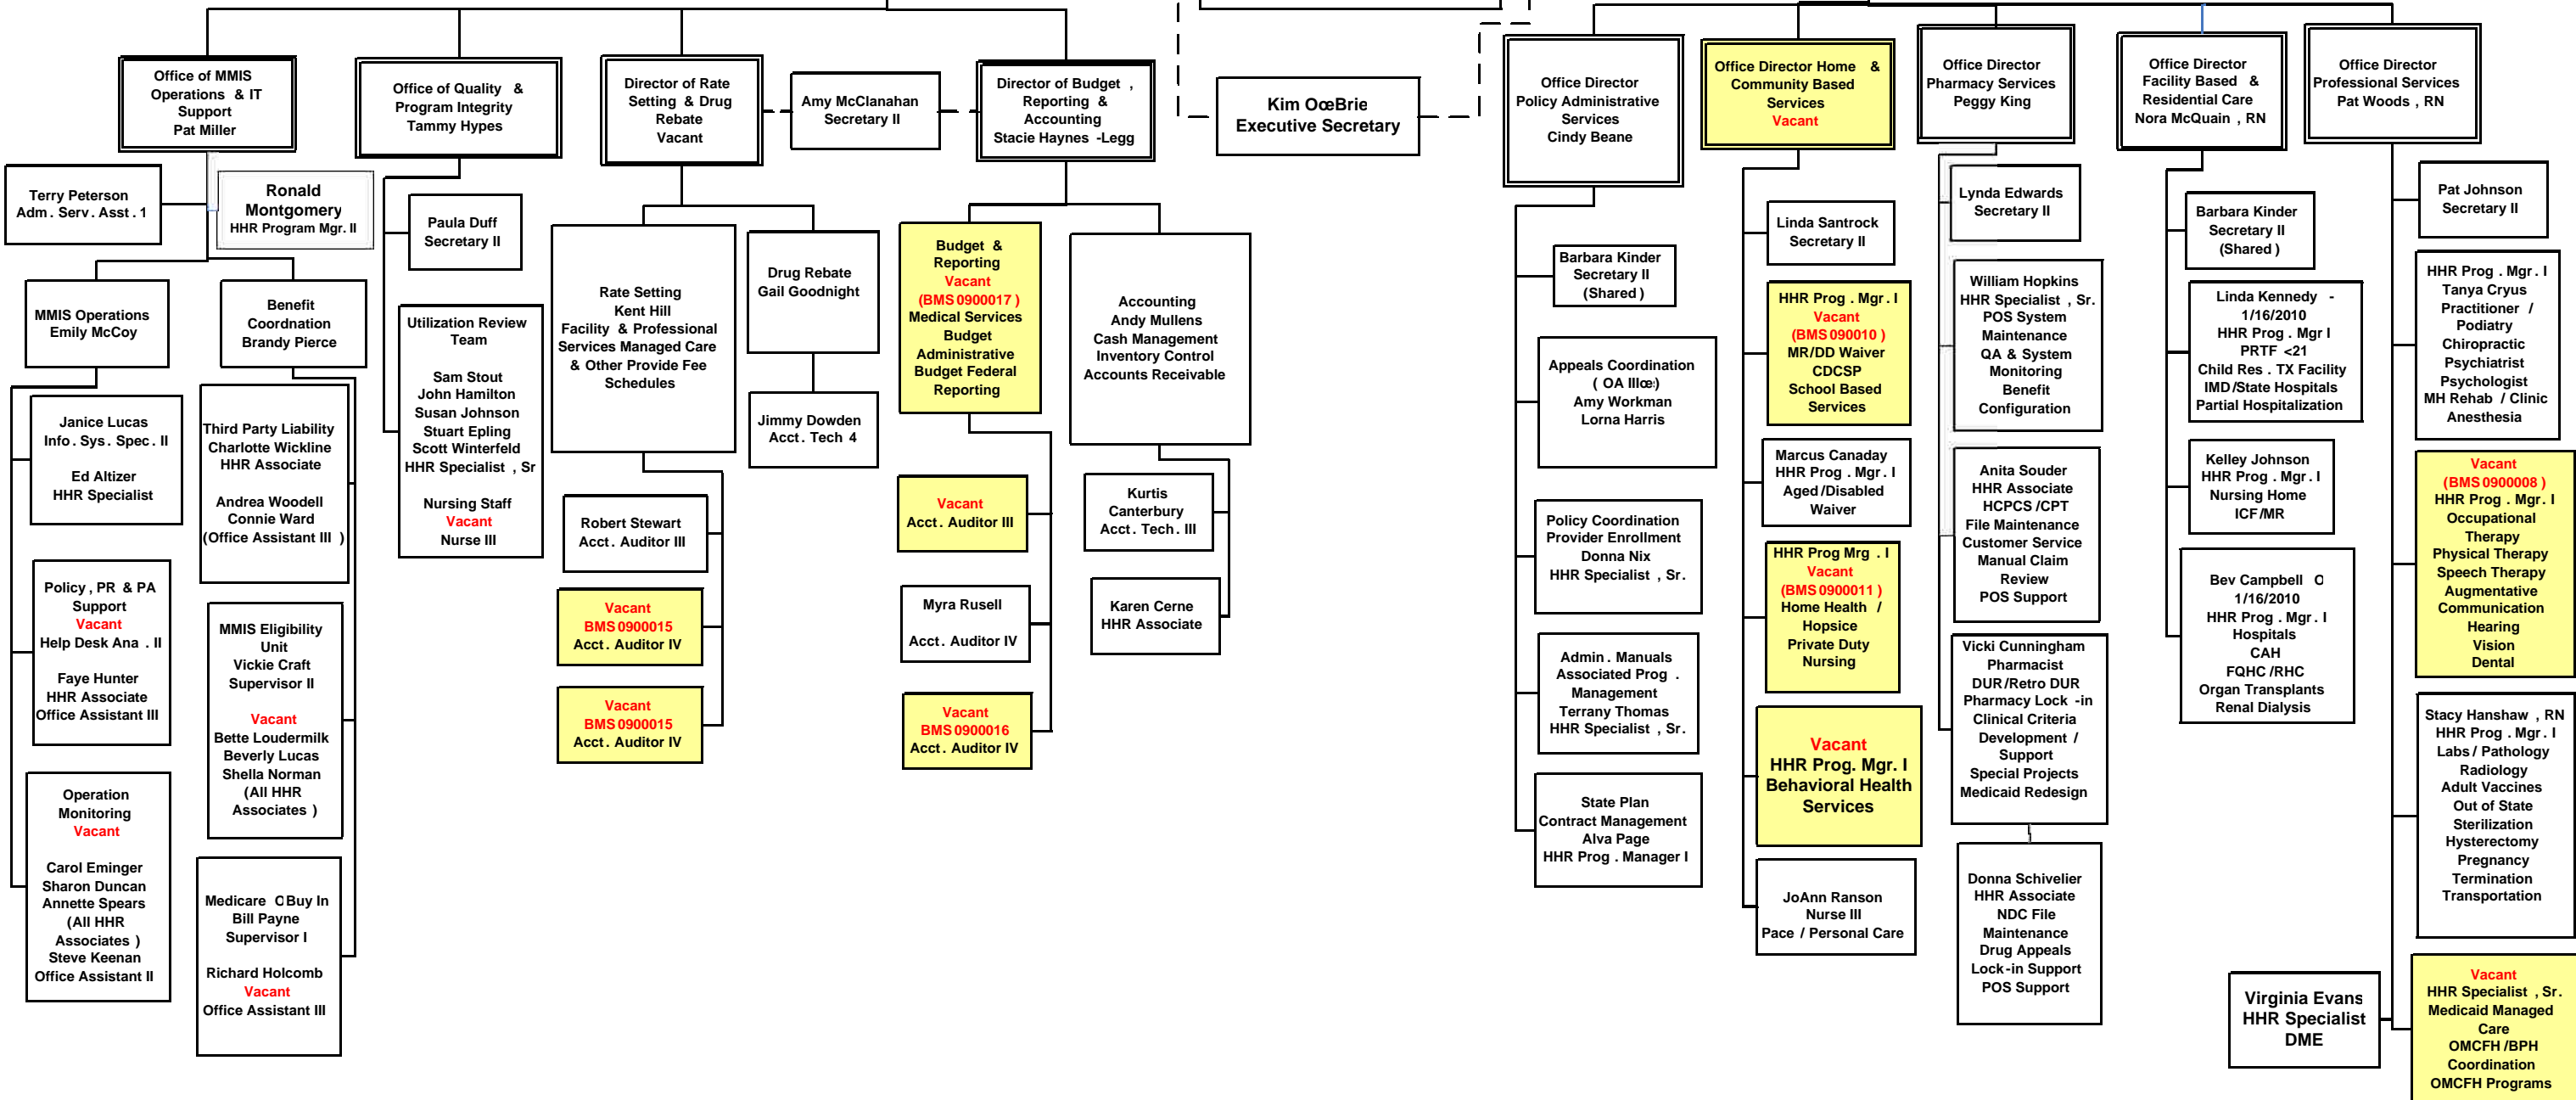 Office of MMIS
Operations & IT
Support
Pat Miller
Office of Quality &
Program Integrity
Tammy Hypes
Director of Rate
Setting & Drug
Rebate
Vacant
Amy McClanahan
Secretary II
Director of Budget ,
Reporting &
Accounting
Stacie Haynes -Legg
Kim OœBrie
Executive Secretary
Office Director
Policy Administrative
Services
Cindy Beane
Office Director Home &
Community Based
Services
Vacant
Office Director
Pharmacy Services
Peggy King
Office Director
Facility Based &
Residential Care
Nora McQuain , RN
Office Director
Professional Services
Pat Woods , RN
Terry Peterson
Adm. Serv. Asst. 1
Ronald
Montgomery
HHR Program Mgr. II
MMIS Operations
Emily McCoy
Benefit
Coordnation
Brandy Pierce
Janice Lucas
Info. Sys. Spec. II
Ed Altizer
HHR Specialist
Policy , PR & PA
Support
Vacant
Help Desk Ana . II
Faye Hunter
HHR Associate
Office Assistant III
Operation
Monitoring
Vacant
Carol Eminger
Sharon Duncan
Annette Spears
(All HHR
Associates )
Steve Keenan
Office Assistant II
Third Party Liability
Charlotte Wickline
HHR Associate
Andrea Woodell
Connie Ward
(Office Assistant III )
MMIS Eligibility
Unit
Vickie Craft
Supervisor II
Vacant
Bette Loudermilk
Beverly Lucas
Shella Norman
(All HHR
Associates )
Medicare O Buy In
Bill Payne
Supervisor I
Richard Holcomb
Vacant
Office Assistant III
Paula Duff
Secretary II
Utilization Review
Team
Sam Stout
John Hamilton
Susan Johnson
Stuart Epling
Scott Winterfeld
HHR Specialist , Sr
Nursing Staff
Vacant
Nurse III
Rate Setting
Kent Hill
Facility & Professional
Services Managed Care
& Other Provide Fee
Schedules
Robert Stewart
Acct. Auditor III
Vacant
BMS 0900015
Acct. Auditor IV
Vacant
BMS 0900015
Acct. Auditor IV
Drug Rebate
Gail Goodnight
Jimmy Dowden
Acct. Tech 4
Budget &
Reporting
Vacant
(BMS 0900017 )
Medical Services
Budget
Administrative
Budget Federal
Reporting
Vacant
Acct. Auditor III
Myra Rusell
Acct. Auditor IV
Vacant
BMS 0900016
Acct. Auditor IV
Accounting
Andy Mullens
Cash Management
Inventory Control
Accounts Receivable
Kurtis
Canterbury
Acct. Tech. III
Karen Cerne
HHR Associate
Barbara Kinder
Secretary II
(Shared )
Appeals Coordination
( OA IIIœ)
Amy Workman
Lorna Harris
Policy Coordination
Provider Enrollment
Donna Nix
HHR Specialist , Sr.
Admin. Manuals
Associated Prog .
Management
Terrany Thomas
HHR Specialist , Sr.
State Plan
Contract Management
Alva Page
HHR Prog . Manager I
Linda Santrock
Secretary II
HHR Prog . Mgr. I
Vacant
(BMS 090010 )
MR/DD Waiver
CDCSP
School Based
Services
Marcus Canaday
HHR Prog . Mgr. I
Aged /Disabled
Waiver
HHR Prog Mrg . I
Vacant
(BMS 0900011 )
Home Health /
Hopsice
Private Duty
Nursing
Vacant
HHR Prog. Mgr. I
Behavioral Health
Services
JoAnn Ranson
Nurse III
Pace / Personal Care
Lynda Edwards
Secretary II
William Hopkins
HHR Specialist , Sr.
POS System
Maintenance
QA & System
Monitoring
Benefit
Configuration
Anita Souder
HHR Associate
HCPCS /CPT
File Maintenance
Customer Service
Manual Claim
Review
POS Support
Vicki Cunningham
Pharmacist
DUR/Retro DUR
Pharmacy Lock -in
Clinical Criteria
Development /
Support
Special Projects
Medicaid Redesign
Donna Schivelier
HHR Associate
NDC File
Maintenance
Drug Appeals
Lock-in Support
POS Support
Barbara Kinder
Secretary II
(Shared )
Linda Kennedy -
1/16/2010
HHR Prog . Mgr I
PRTF <21
Child Res . TX Facility
IMD/State Hospitals
Partial Hospitalization
Kelley Johnson
HHR Prog . Mgr. I
Nursing Home
ICF/MR
Bev Campbell O
1/16/2010
HHR Prog . Mgr. I
Hospitals
CAH
FQHC /RHC
Organ Transplants
Renal Dialysis
Pat Johnson
Secretary II
HHR Prog . Mgr. I
Tanya Cryus
Practitioner /
Podiatry
Chiropractic
Psychiatrist
Psychologist
MH Rehab / Clinic
Anesthesia
Vacant
(BMS 0900008 )
HHR Prog . Mgr. I
Occupational
Therapy
Physical Therapy
Speech Therapy
Augmentative
Communication
Hearing
Vision
Dental
Stacy Hanshaw , RN
HHR Prog . Mgr. I
Labs / Pathology
Radiology
Adult Vaccines
Out of State
Sterilization
Hysterectomy
Pregnancy
Termination
Transportation
Virginia Evans
HHR Specialist
DME
Vacant
HHR Specialist , Sr.
Medicaid Managed
Care
OMCFH /BPH
Coordination
OMCFH Programs